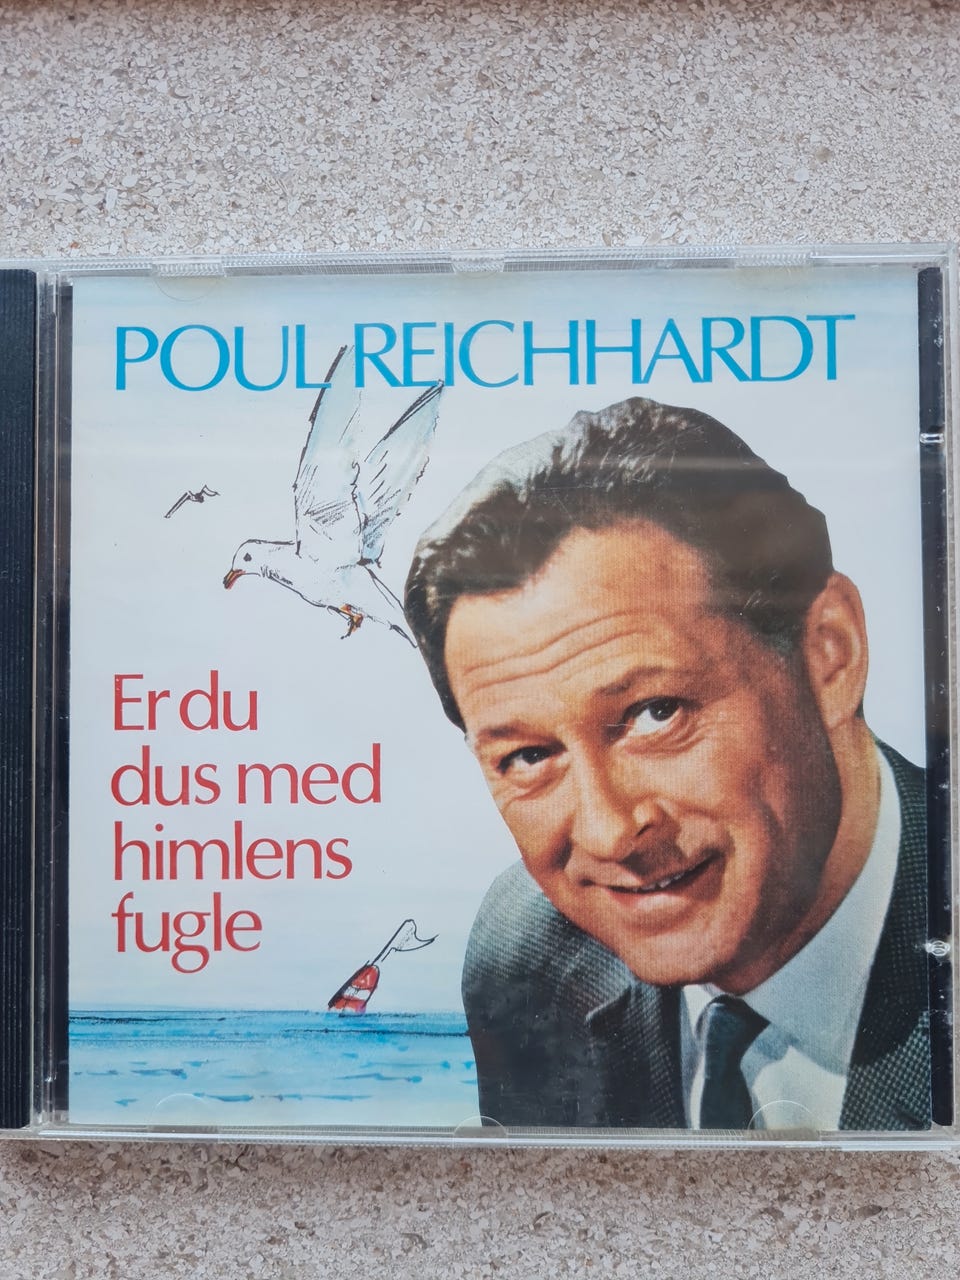 POUL REICHHARDT
Er du
dus med
himlens
fugle